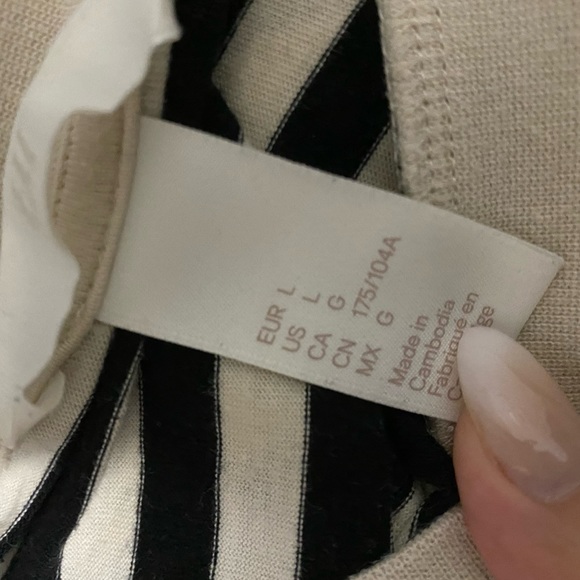 EUR L
US L
CA G
CN 175/104A
MX G
Made in
Cambodia
Fabriqué en